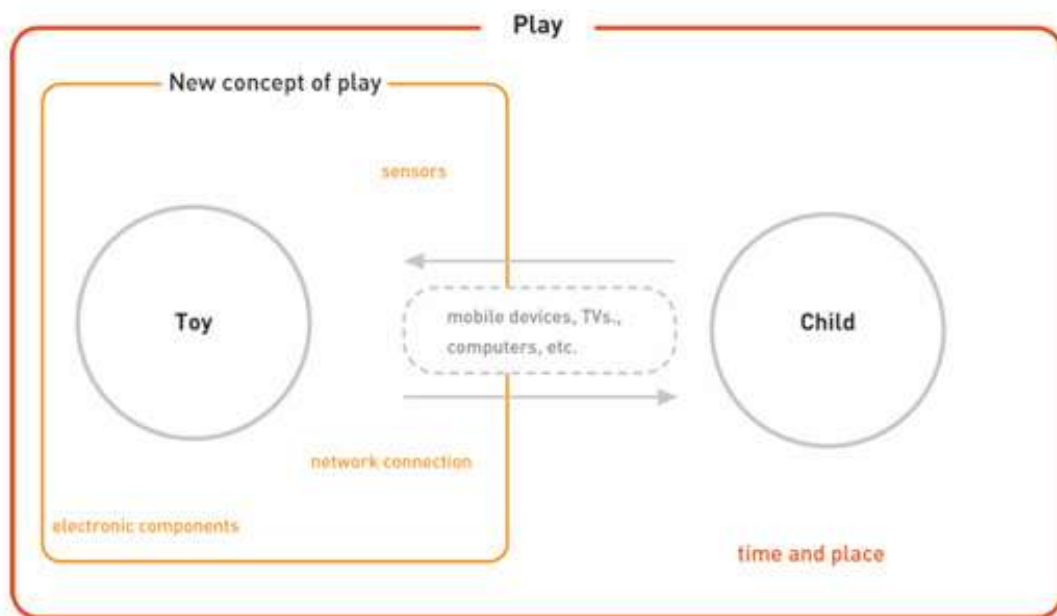 Play
New concept of play
sensors
Toy
mobile devices, TVs.,
computers, etc.
Child
network connection
electronic components
time and place